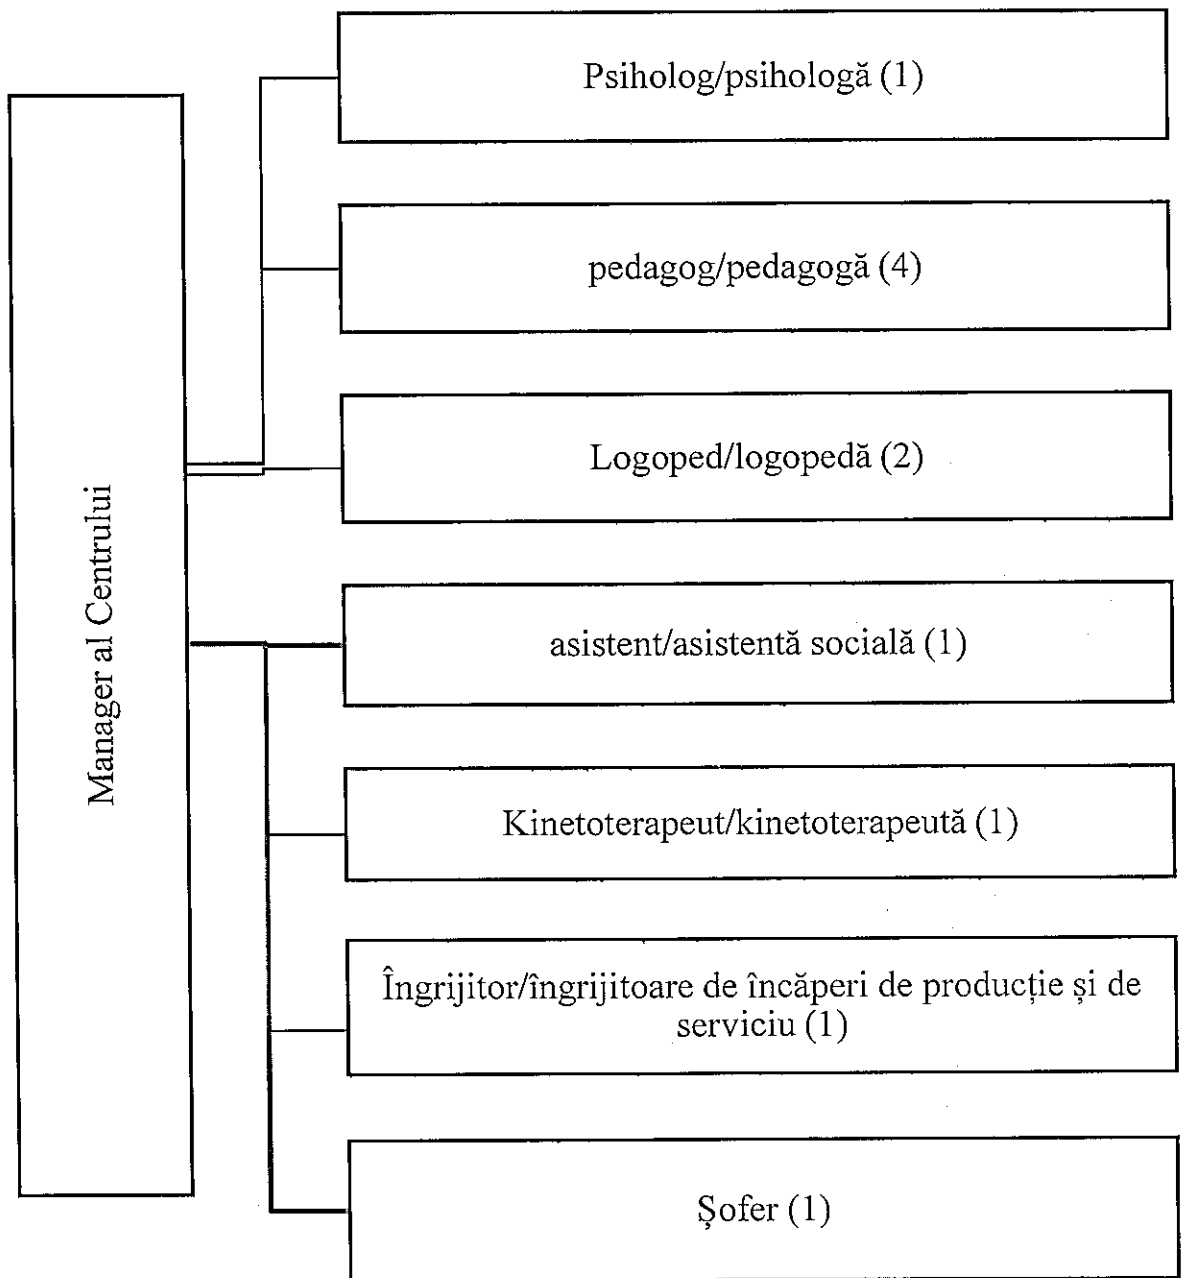 Psiholog/psihologă (1)
pedagog/pedagogă (4)
Logoped/logopedă (2)
Manager al Centrului
asistent/asistentă socială (1)
Kinetoterapeut/kinetoterapeută (1)
Îngrijitor/îngrijitoare de încăperi de producție și de
serviciu (1)
Șofer (1)